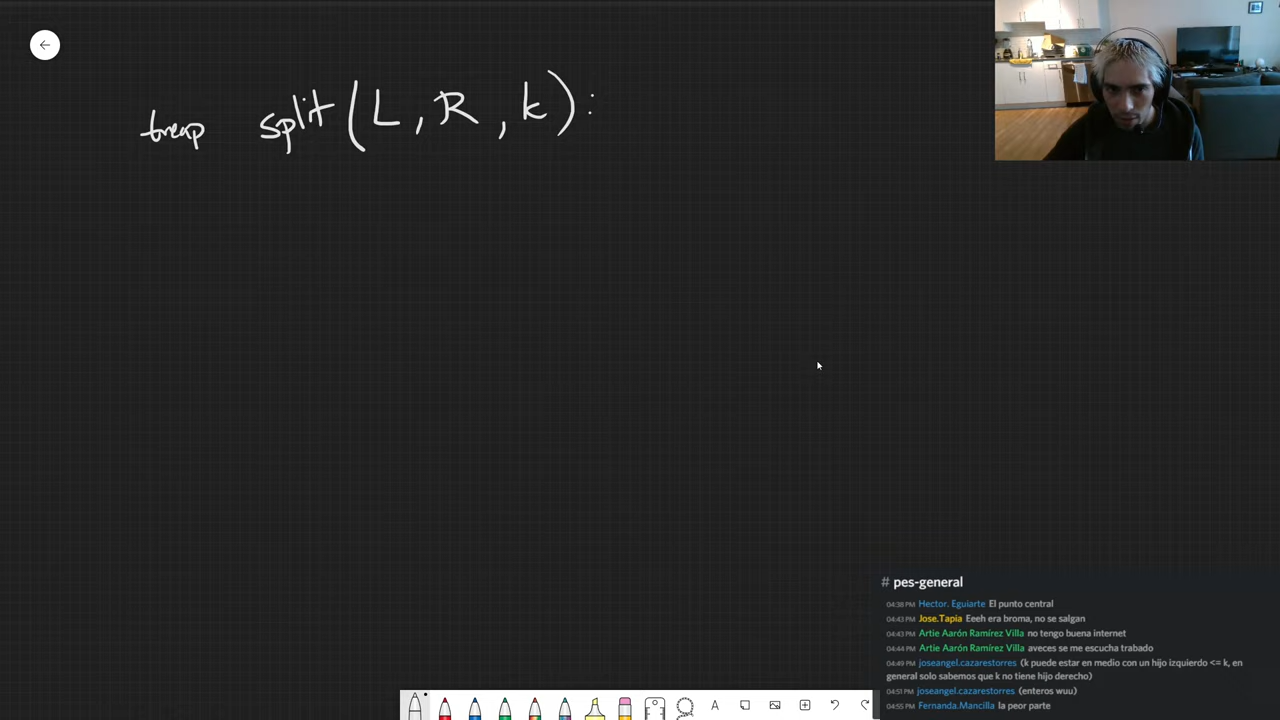 treap split(L, R, k):
# pes-general
04:38 PM Hector. Eguiarte El punto central
04:43 PM Jose.Tapia Eeeh era broma, no se salgan
04:43 PM Artie Aarón Ramírez Villa no tengo buena internet
04:44 PM Artie Aarón Ramírez Villa aveces se me escucha trabado
04:49 PM joseangel.cazarestorres (k puede estar en medio con un hijo izquierdo <= k, en
general solo sabemos que k no tiene hijo derecho)
04:51 PM joseangel.cazarestorres (enteros wuu)
04:55 PM Fernanda.Mancilla la peor parte